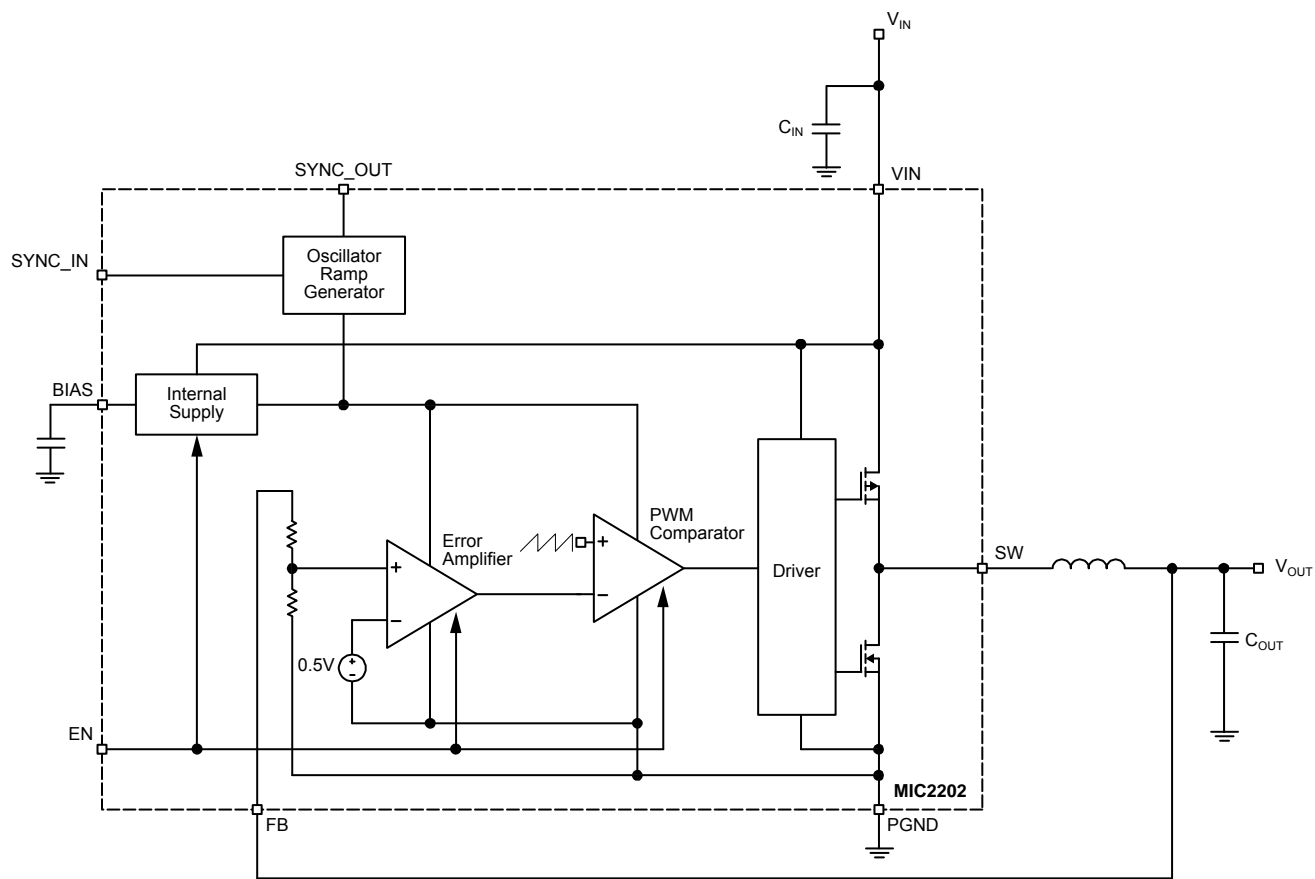 VIN
CIN
SYNC_OUT
VIN
SYNC_IN
Oscillator
Ramp
Generator
BIAS
Internal
Supply
Error
Amplifier
+
−
PWM
Comparator
+
−
Driver
SW
VOUT
COUT
0.5V
+
−
EN
MIC2202
FB
PGND